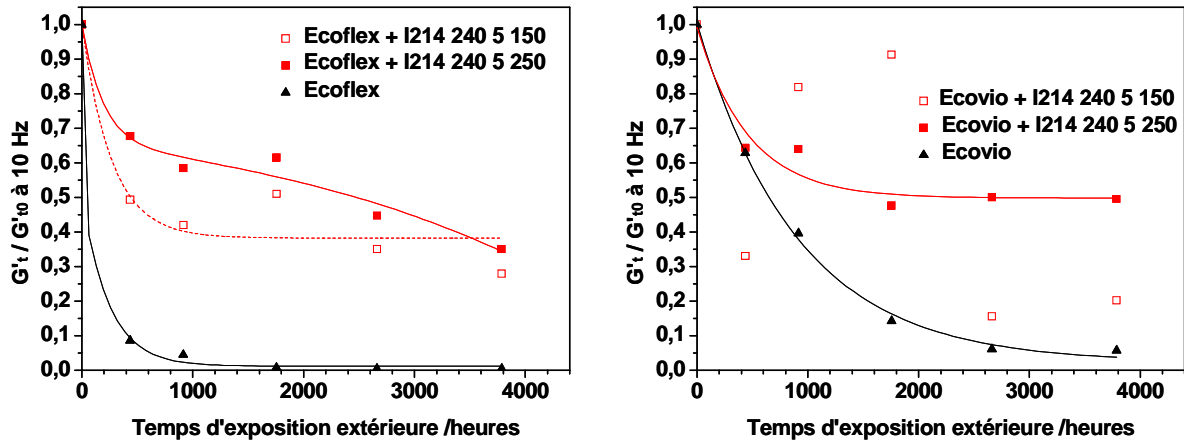 G't / G't0 à 10 Hz
1,0
0,9
0,8
0,7
0,6
0,5
0,4
0,3
0,2
0,1
0,0
Ecoflex + I214 240 5 150
Ecoflex + I214 240 5 250
Ecoflex
0 1000 2000 3000 4000
Temps d'exposition extérieure /heures
G't / G't0 à 10 Hz
1,0
0,9
0,8
0,7
0,6
0,5
0,4
0,3
0,2
0,1
0,0
Ecovio + I214 240 5 150
Ecovio + I214 240 5 250
Ecovio
0 1000 2000 3000 4000
Temps d'exposition extérieure /heures